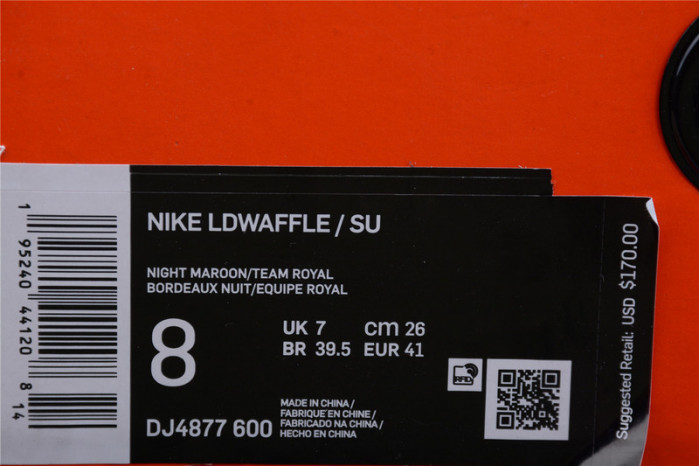 NIKE LDWAFFLE / SU
NIGHT MAROON/TEAM ROYAL
BORDEAUX NUIT/EQUIPE ROYAL
8
UK 7 cm 26
BR 39.5 EUR 41
DJ4877 600
MADE IN CHINA /
FABRIQUE EN CHINE /
FABRICADO NA CHINA /
HECHO EN CHINA
RFID
Suggested Retail: USD $170.00
1 95240 44120 8 14